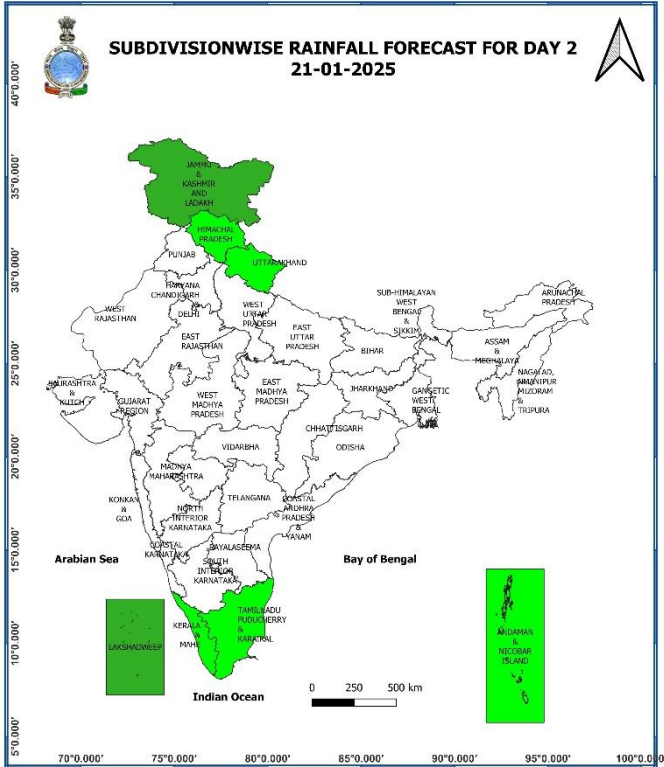 SUBDIVISIONWISE RAINFALL FORECAST FOR DAY 2
21-01-2025
40°0.000'
35°0.000'
30°0.000'
25°0.000'
20°0.000'
15°0.000'
10°0.000'
5°0.000'
JAMMU
&
KASHMIR
AND
LADAKH
HIMACHAL
PRADESH
PUNJAB
UTTARAKHAND
HARYANA
CHANDIGARH
DELHI
WEST
RAJASTHAN
WEST
UTTAR
PRADESH
EAST
RAJASTHAN
EAST
UTTAR
PRADESH
SUB-HIMALAYAN
WEST
BENGAL
&
SIKKIM
ARUNACHAL
PRADESH
BIHAR
ASSAM
&
MEGHALAYA
SAURASHTRA
&
KUTCH
GUJARAT
REGION
WEST
MADHYA
PRADESH
EAST
MADHYA
PRADESH
JHARKHAND
GANGETIC
WEST
BENGAL
MIZORAM
&
TRIPURA
CHHATTISGARH
ODISHA
VIDARBHA
MADHYA
MAHARASHTRA
KONKAN
&
GOA
NORTH
INTERIOR
KARNATAKA
TELANGANA
COASTAL
ANDHRA
PRADESH
&
YANAM
Arabian Sea
COASTAL
KARNATAKA
RAYALASEEMA
SOUTH
INTERIOR
KARNATAKA
Bay of Bengal
LAKSHADWEEP
KERALA
&
MAHE
PUDUCHERRY
&
KARAIKAL
ANDAMAN
&
NICOBAR
ISLAND
Indian Ocean
0 250 500 km
70°0.000' 75°0.000' 80°0.000' 85°0.000' 90°0.000' 95°0.000' 100°0.000'